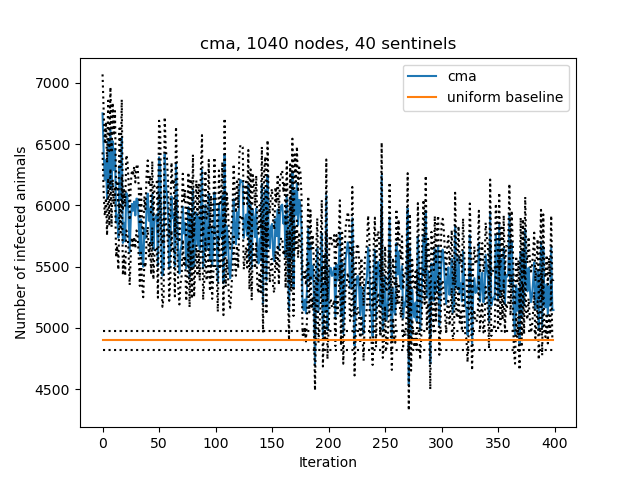 cma, 1040 nodes, 40 sentinels
cma
uniform baseline
7000
6500
6000
5500
5000
4500
Number of infected animals
0 50 100 150 200 250 300 350 400
Iteration